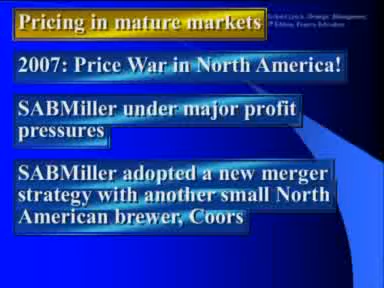 Pricing in mature markets
2007: Price War in North America!
SABMiller under major profit
pressures
SABMiller adopted a new merger
strategy with another small North
American brewer, Coors